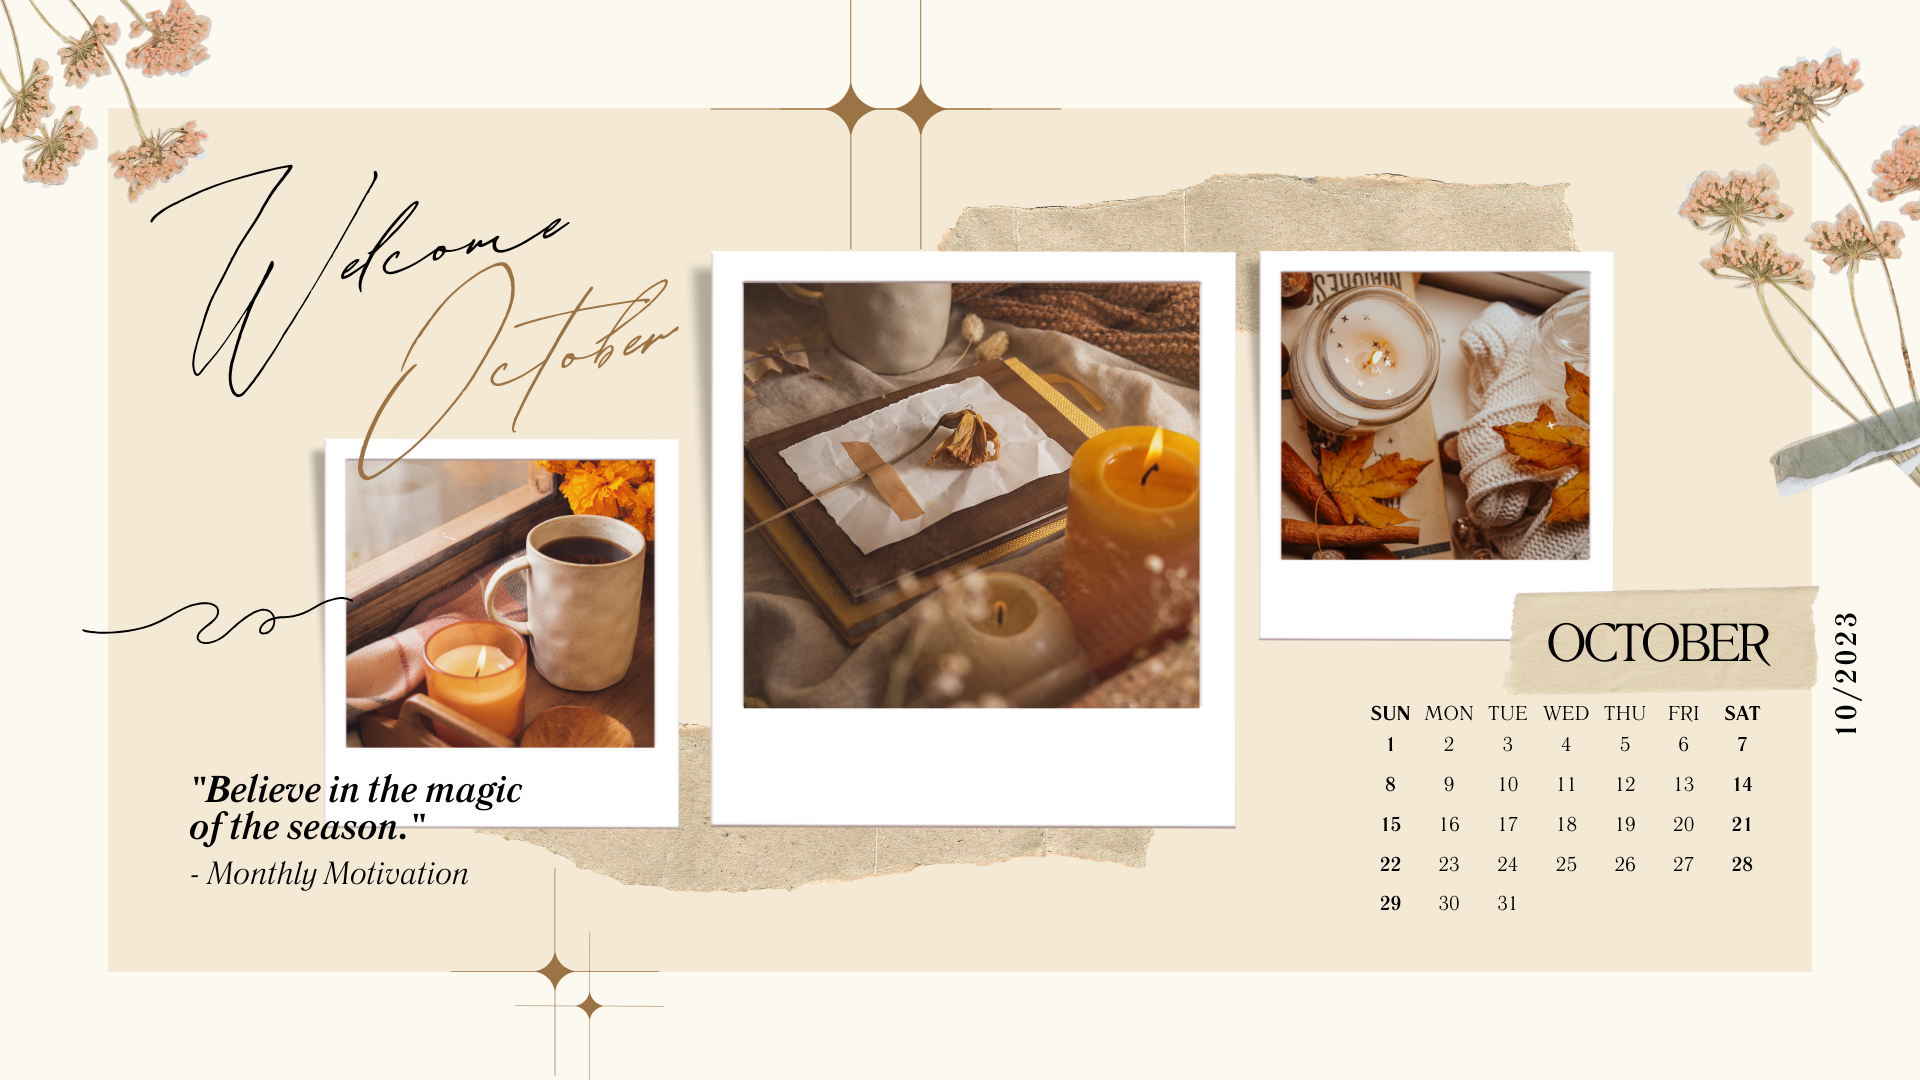 Welcome
October
"Believe in the magic
of the season."
- Monthly Motivation
OCTOBER
10/2023
SUN MON TUE WED THU FRI SAT
1 2 3 4 5 6 7
8 9 10 11 12 13 14
15 16 17 18 19 20 21
22 23 24 25 26 27 28
29 30 31